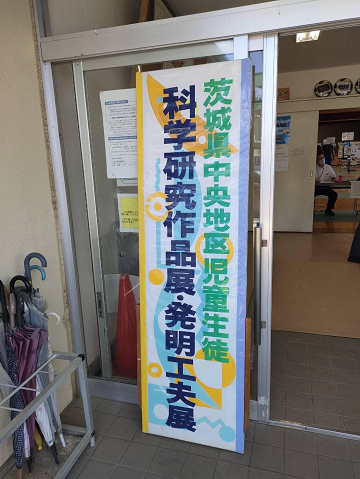 茨城県中央地区児童生徒
科学研究作品展・発明工夫展